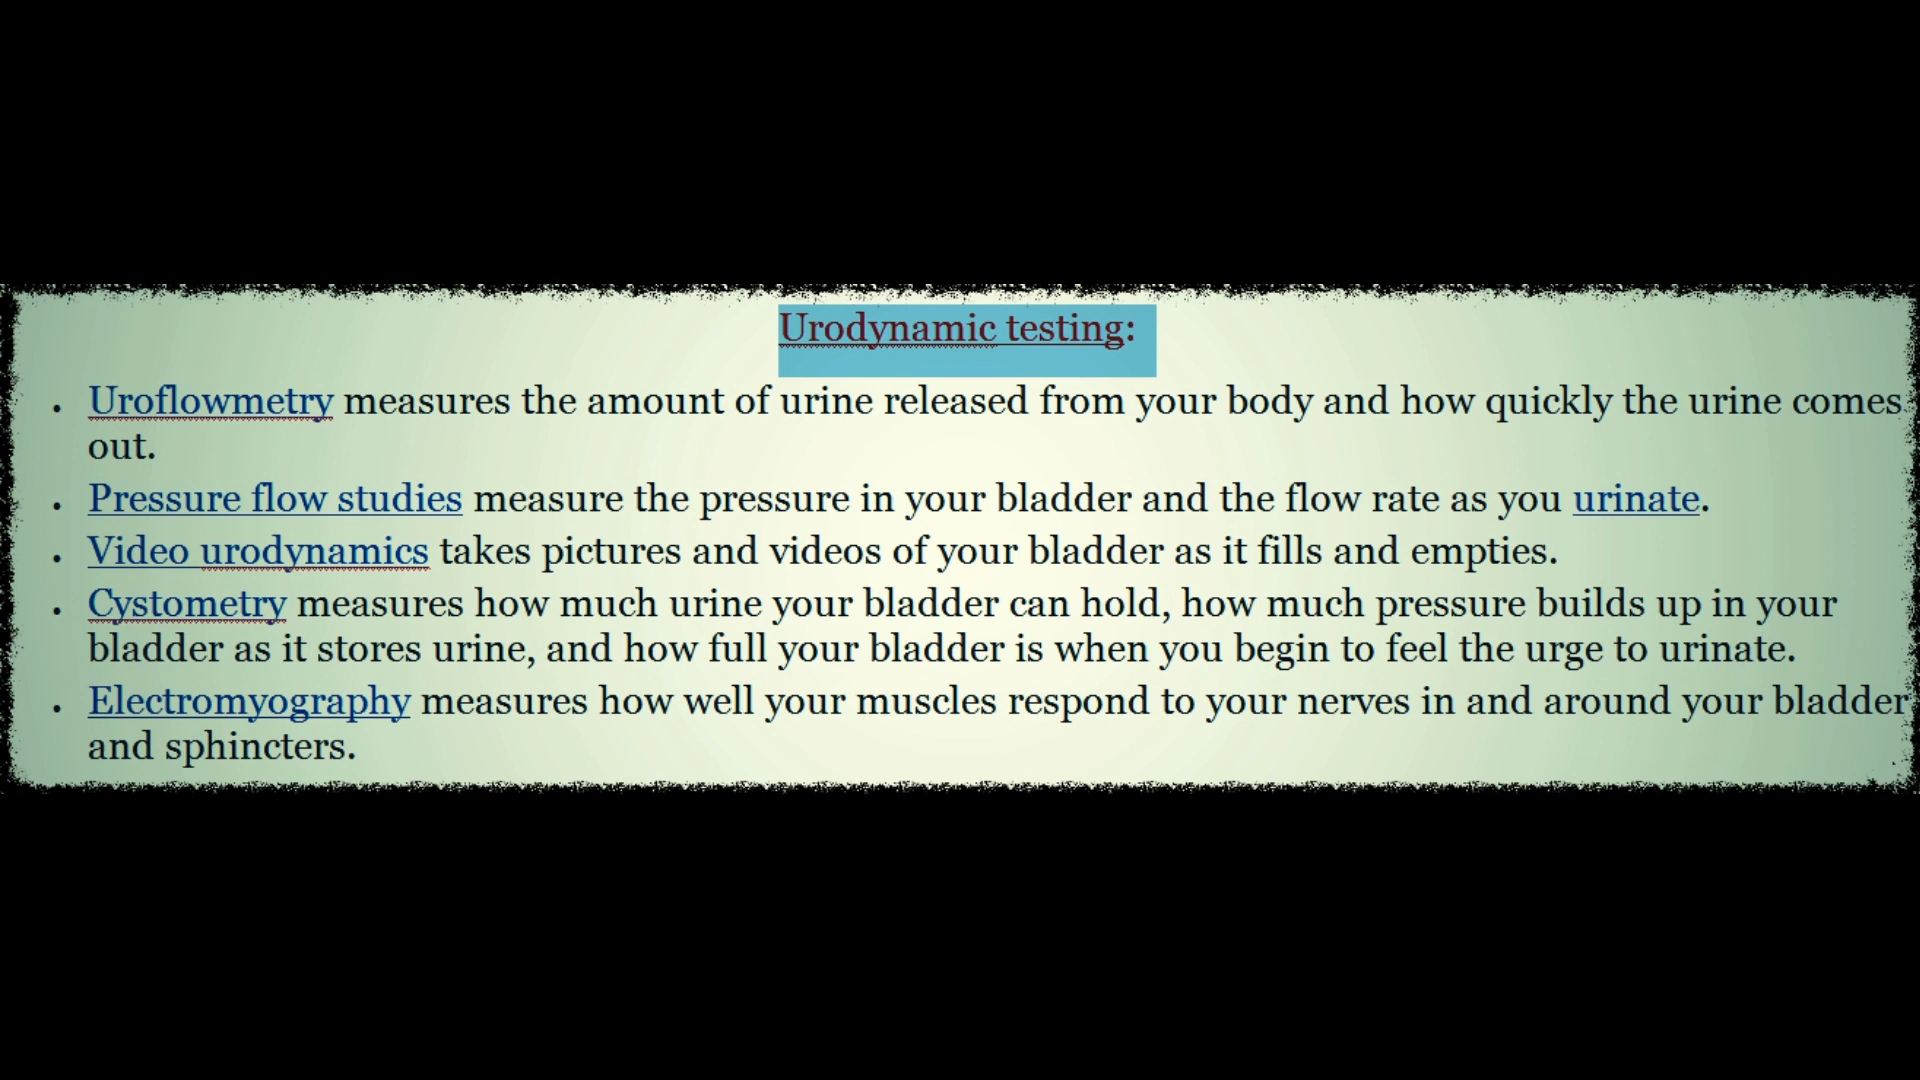 Urodynamic testing:
• Uroflowmetry measures the amount of urine released from your body and how quickly the urine comes
out.
• Pressure flow studies measure the pressure in your bladder and the flow rate as you urinate.
• Video urodynamics takes pictures and videos of your bladder as it fills and empties.
• Cystometry measures how much urine your bladder can hold, how much pressure builds up in your
bladder as it stores urine, and how full your bladder is when you begin to feel the urge to urinate.
• Electromyography measures how well your muscles respond to your nerves in and around your bladder
and sphincters.